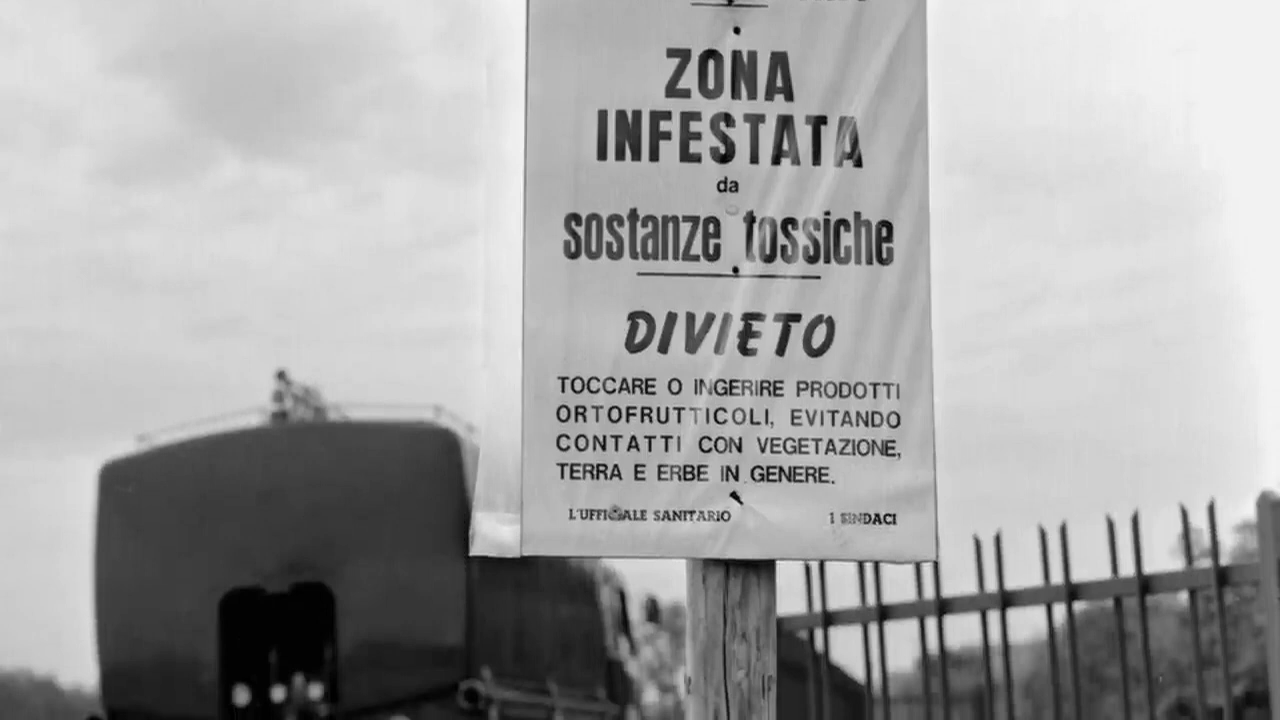 ZONA
INFESTATA
da
sostanze tossiche
DIVIETO
TOCCARE O INGERIRE PRODOTTI
ORTOFRUTTICOLI, EVITANDO
CONTATTI CON VEGETAZIONE,
TERRA E ERBE IN GENERE.
L'UFFICIALE SANITARIO I SINDACI